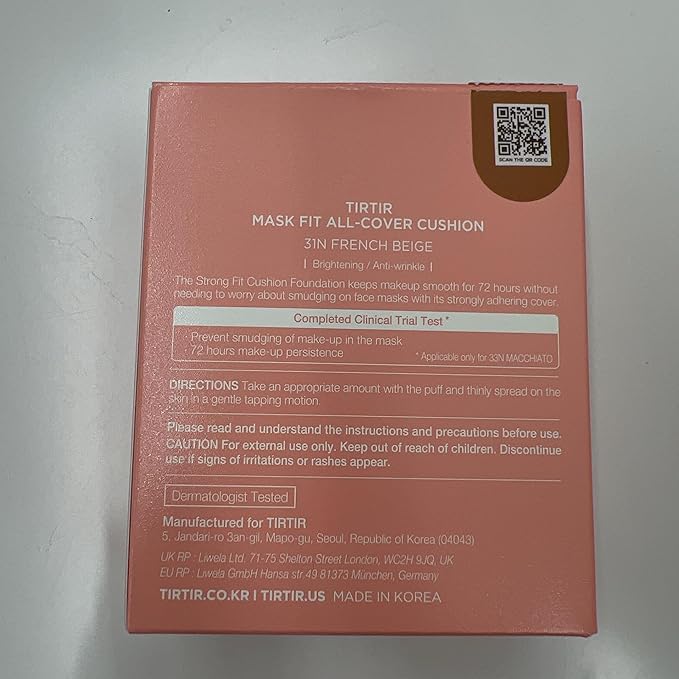 SCAN THE QR CODE
TIRTIR
MASK FIT ALL-COVER CUSHION
31N FRENCH BEIGE
| Brightening / Anti-wrinkle |
The Strong Fit Cushion Foundation keeps makeup smooth for 72 hours without
needing to worry about smudging on face masks with its strongly adhering cover.
Completed Clinical Trial Test *
Prevent smudging of make-up in the mask
72 hours make-up persistence
* Applicable only for 33N MACCHIATO
DIRECTIONS Take an appropriate amount with the puff and thinly spread on the
skin in a gentle tapping motion.
Please read and understand the instructions and precautions before use.
CAUTION For external use only. Keep out of reach of children. Discontinue
use if signs of irritations or rashes appear.
Dermatologist Tested
Manufactured for TIRTIR
5, Jandari-ro 3an-gil, Mapo-gu, Seoul, Republic of Korea (04043)
UK RP : Liwela Ltd. 71-75 Shelton Street London, WC2H 9JQ, UK
EU RP : Liwela GmbH Hansa str.49 81373 München, Germany
TIRTIR.CO.KR I TIRTIR.US MADE IN KOREA